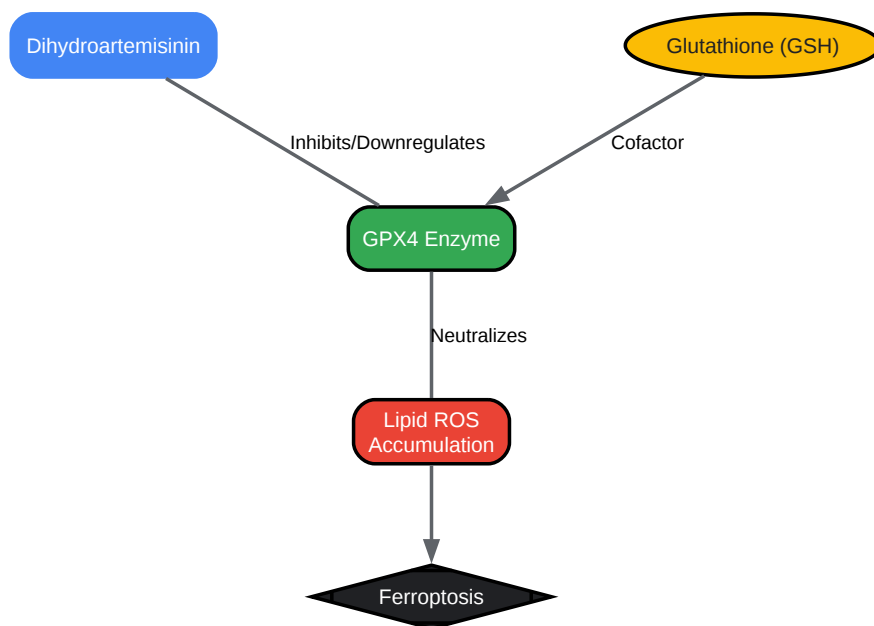 Dihydroartemisinin
Glutathione (GSH)
Inhibits/Downregulates
Cofactor
GPX4 Enzyme
Neutralizes
Lipid ROS
Accumulation
Ferroptosis